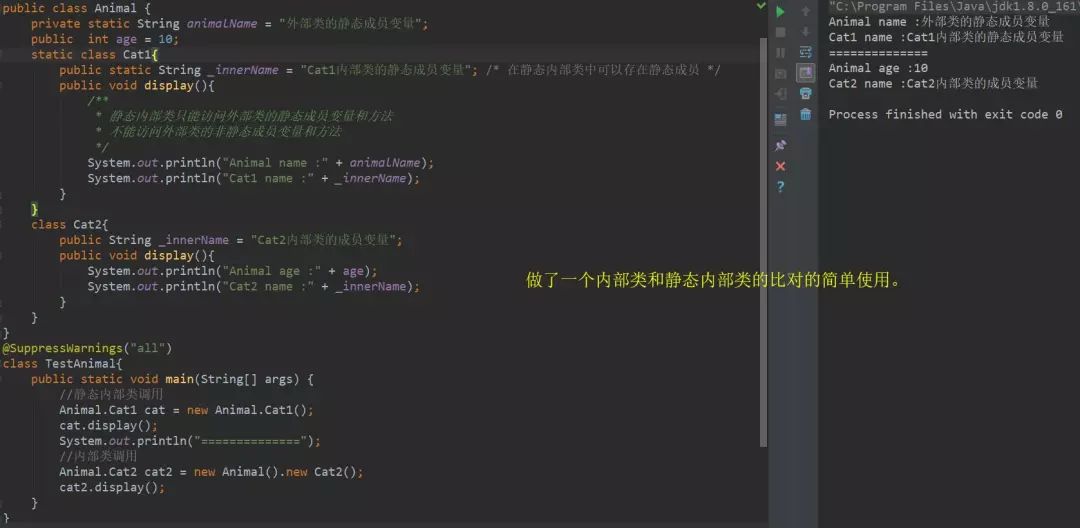 public class Animal {
    private static String animalName = "外部类的静态成员变量";
    public  int age = 10;
    static class Cat1{
        public static String _innerName = "Cat1内部类的静态成员变量"; /* 在静态内部类中可以存在静态成员 */
        public void display(){
            /**
             * 静态内部类只能访问外部类的静态成员变量和方法
             * 不能访问外部类的非静态成员变量和方法
             */
            System.out.println("Animal name :" + animalName);
            System.out.println("Cat1 name :" + _innerName);
        }
    }
    class Cat2{
        public String _innerName = "Cat2内部类的成员变量";
        public void display(){
            System.out.println("Animal age :" + age);
            System.out.println("Cat2 name :" + _innerName);
        }
    }
}
@SuppressWarnings("all")
class TestAnimal{
    public static void main(String[] args) {
        //静态内部类调用
        Animal.Cat1 cat = new Animal.Cat1();
        cat.display();
        System.out.println("==============");
        //内部类调用
        Animal.Cat2 cat2 = new Animal().new Cat2();
        cat2.display();
    }
}
做了一个内部类和静态内部类的比对的简单使用。
"C:\Program Files\Java\jdk1.8.0_161\
Animal name :外部类的静态成员变量
Cat1 name :Cat1内部类的静态成员变量
==============
Animal age :10
Cat2 name :Cat2内部类的成员变量
Process finished with exit code 0